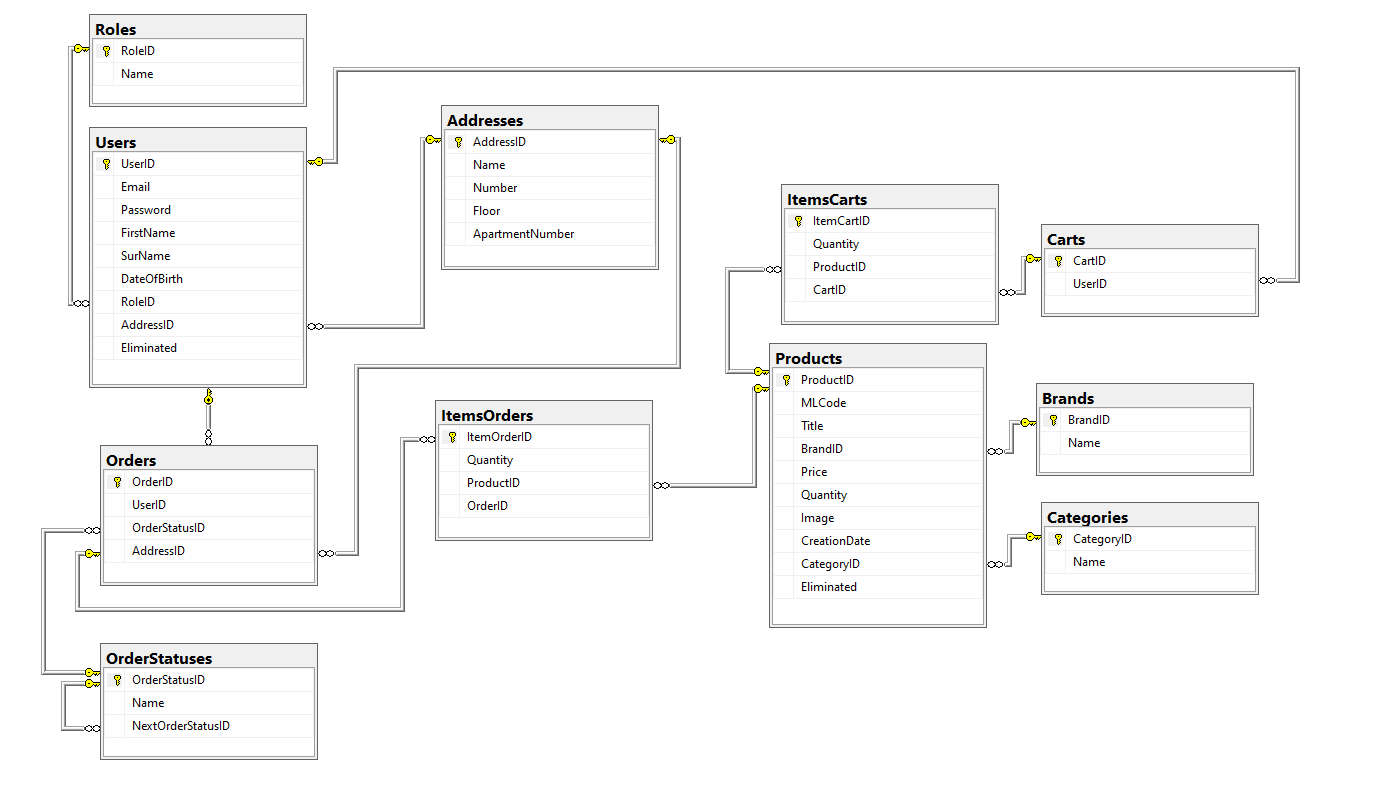 Roles
RoleID
Name
Users
UserID
Email
Password
FirstName
SurName
DateOfBirth
RoleID
AddressID
Eliminated
Addresses
AddressID
Name
Number
Floor
ApartmentNumber
ItemsCarts
ItemCartID
Quantity
ProductID
CartID
Carts
CartID
UserID
Products
ProductID
MLCode
Title
BrandID
Price
Quantity
Image
CreationDate
CategoryID
Eliminated
Brands
BrandID
Name
Categories
CategoryID
Name
ItemsOrders
ItemOrderID
Quantity
ProductID
OrderID
Orders
OrderID
UserID
OrderStatusID
AddressID
OrderStatuses
OrderStatusID
Name
NextOrderStatusID